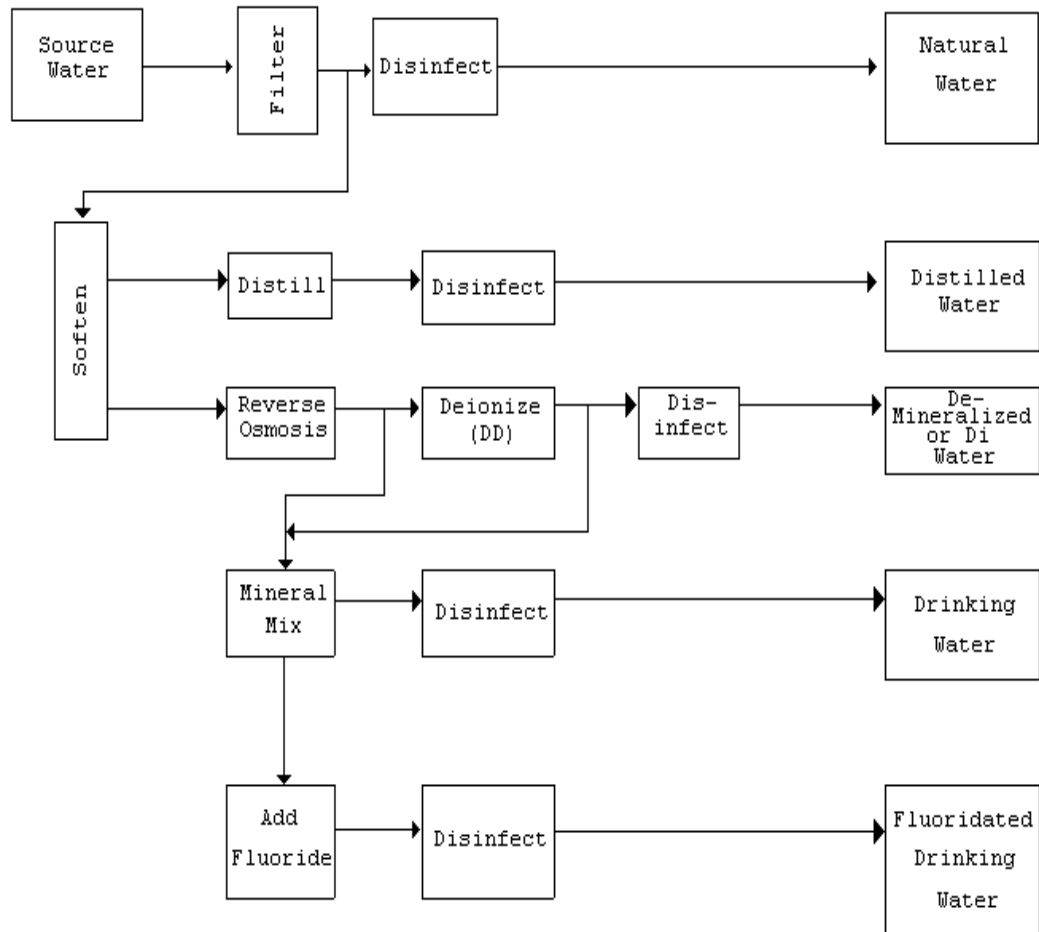 Source
Water
Filter
Disinfect
Natural
Water
Soften
Distill
Disinfect
Distilled
Water
Reverse
Osmosis
Deionize
(DD)
Dis-
infect
De-
Mineralized
or Di
Water
Mineral
Mix
Disinfect
Drinking
Water
Add
Fluoride
Disinfect
Fluoridated
Drinking
Water